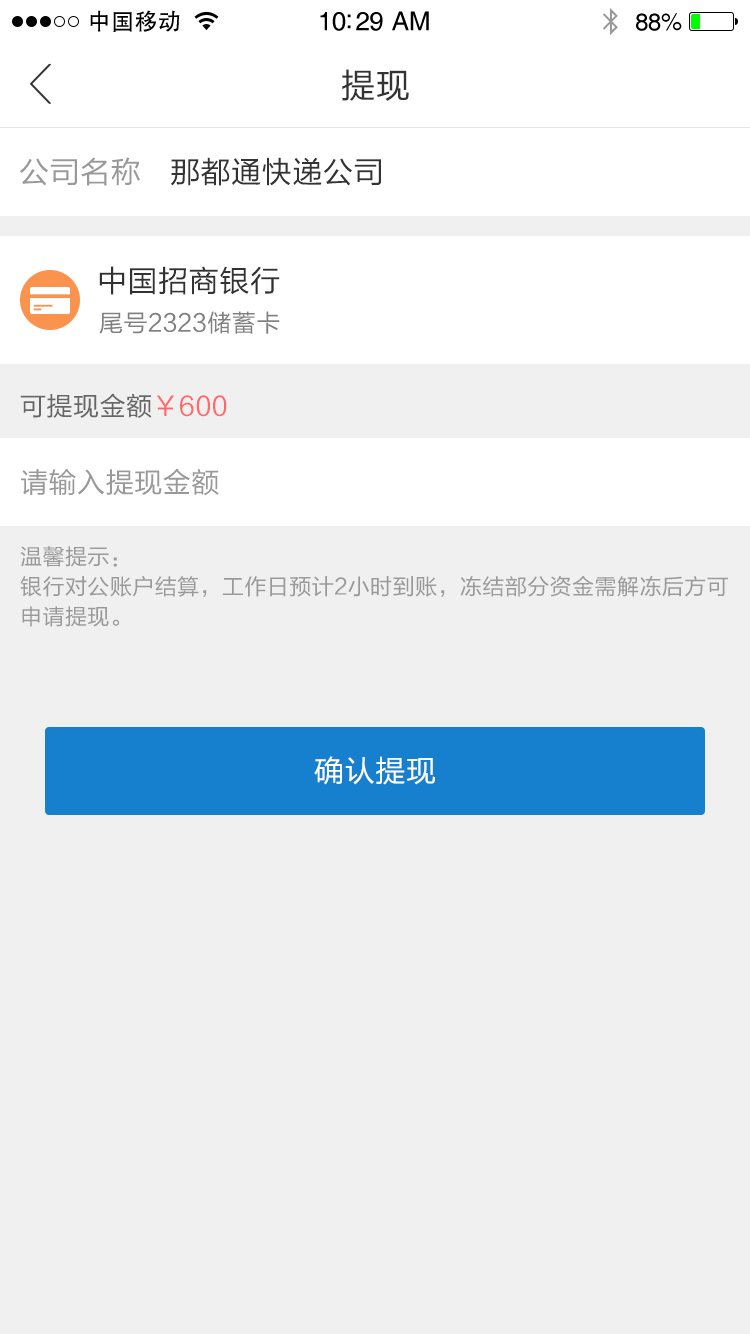 中国移动 10:29 AM 88%
提现
公司名称 那都通快递公司
中国招商银行
尾号2323储蓄卡
可提现金额￥600
请输入提现金额
温馨提示：
银行对公账户结算，工作日预计2小时到账，冻结部分资金需解冻后方可
申请提现。
确认提现